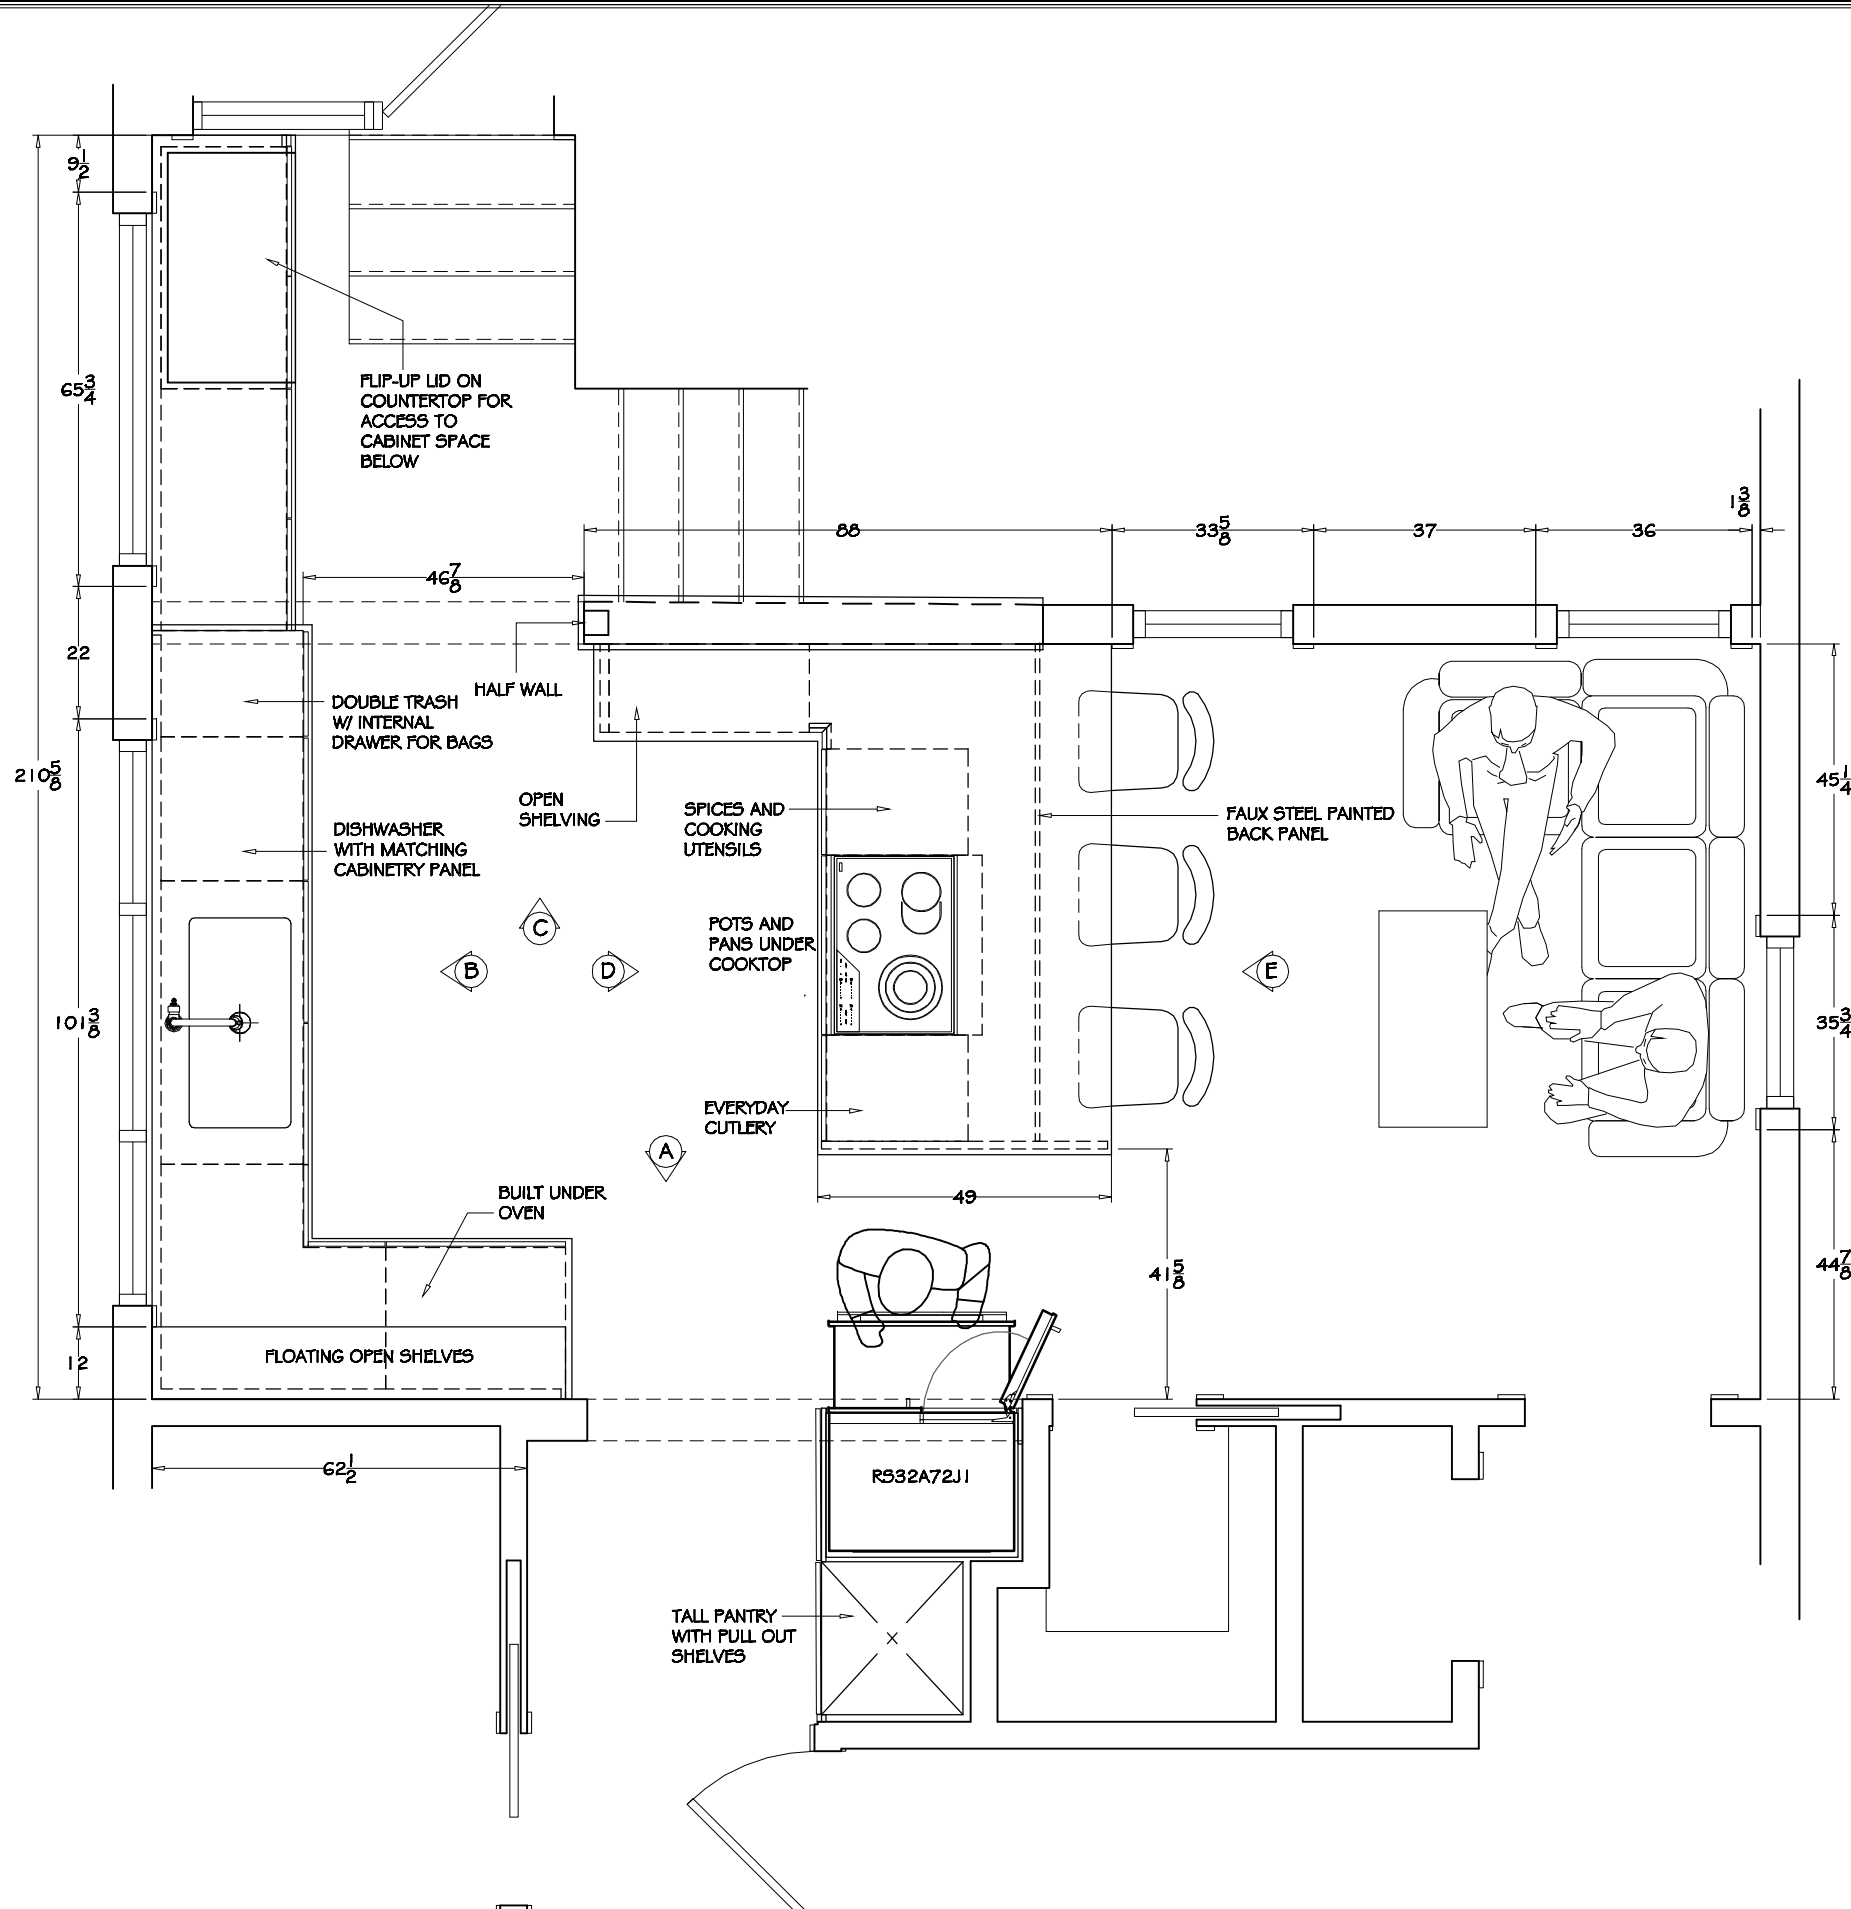 9 1/2
65 3/4
FLIP-UP LID ON
COUNTERTOP FOR
ACCESS TO
CABINET SPACE
BELOW
1 3/8
88
33 5/8
37
36
46 7/8
22
HALF WALL
DOUBLE TRASH
W/ INTERNAL
DRAWER FOR BAGS
210 5/8
45 1/4
OPEN
SHELVING
SPICES AND
COOKING
UTENSILS
FAUX STEEL PAINTED
BACK PANEL
DISHWASHER
WITH MATCHING
CABINETRY PANEL
POTS AND
PANS UNDER
COOKTOP
C
B
D
E
101 3/8
35 3/4
EVERYDAY
CUTLERY
A
BUILT UNDER
OVEN
49
41 5/8
44 7/8
12
FLOATING OPEN SHELVES
62 1/2
RS32A72J1
TALL PANTRY
WITH PULL OUT
SHELVES